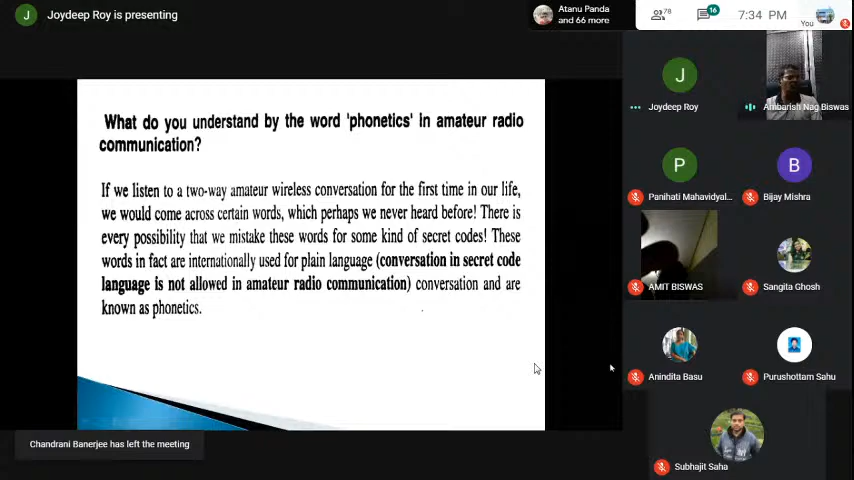 J Joydeep Roy is presenting
Atanu Panda
and 66 more
78
16
7:34 PM
You
What do you understand by the word 'phonetics' in amateur radio
communication?
If we listen to a two-way amateur wireless conversation for the first time in our life,
we would come across certain words, which perhaps we never heard before! There is
every possibility that we mistake these words for some kind of secret codes! These
words in fact are internationally used for plain language (conversation in secret code
language is not allowed in amateur radio communication) conversation and are
known as phonetics.
Chandrani Banerjee has left the meeting
J
Joydeep Roy
Ambarish Nag Biswas
P
Panihati Mahavidyal...
B
Bijay Mishra
AMIT BISWAS
Sangita Ghosh
Anindita Basu
Purushottam Sahu
Subhajit Saha